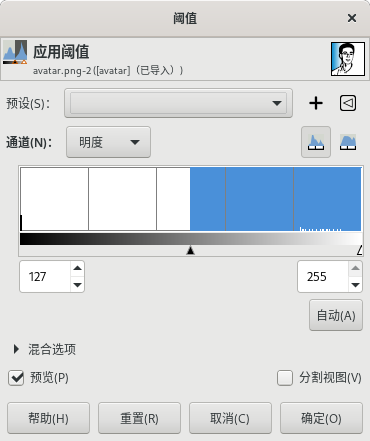 阈值
应用阈值
avatar.png-2 ([avatar]（已导入）)
预设(S)：
通道(N)： 明度
127 255
自动(A)
混合选项
预览(P) 分割视图(V)
帮助(H) 重置(R) 取消(C) 确定(O)